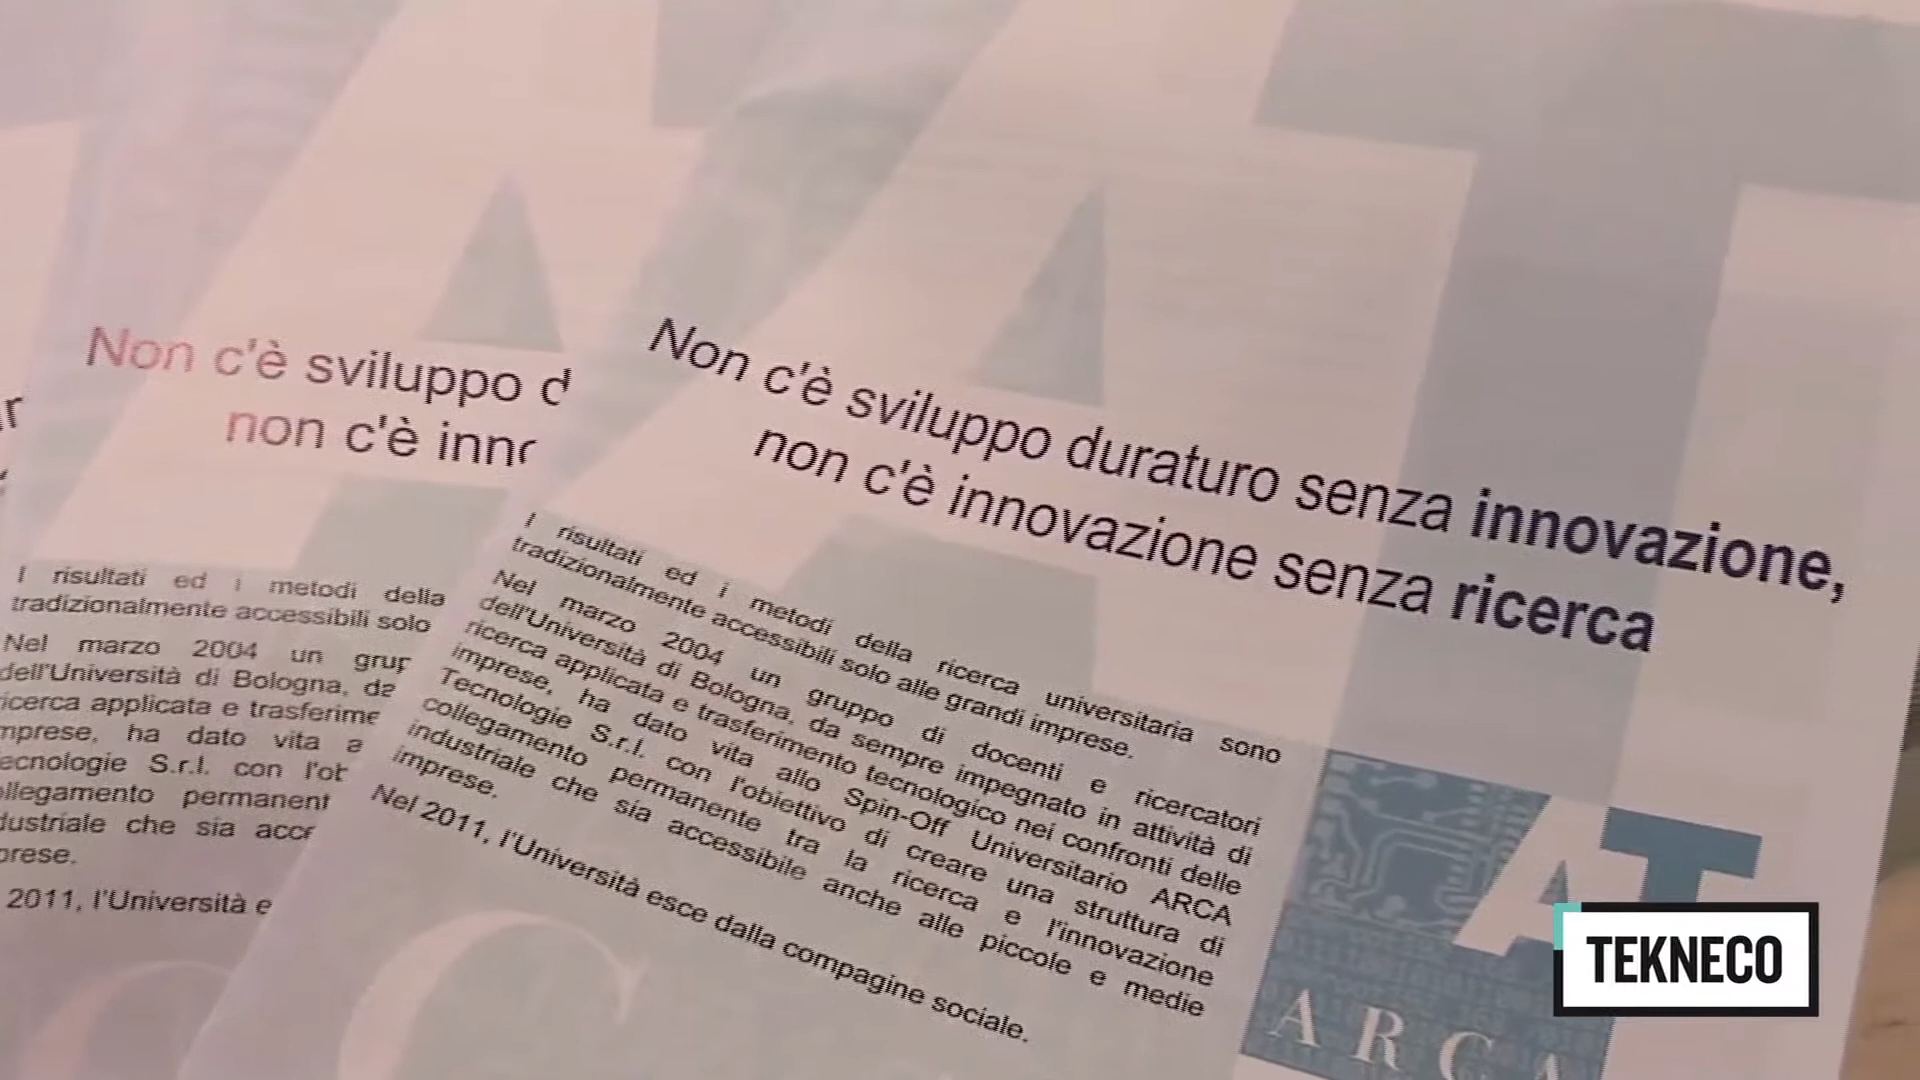 Non c'è sviluppo d
non c'è inno
I risultati ed i metodi della
tradizionalmente accessibili solo
Nel marzo 2004 un grup
dell'Università di Bologna, da
ricerca applicata e trasferime
mprese, ha dato vita a
ecnologie S.r.l. con l'ob
ollegamento permanent
dustriale che sia acc
prese.
2011, l'Università e
Non c'è sviluppo duraturo senza innovazione,
non c'è innovazione senza ricerca
I risultati ed i metodi della ricerca universitaria sono
tradizionalmente accessibili solo alle grandi imprese.
Nel marzo 2004 un gruppo di docenti e ricercatori
dell'Università di Bologna, da sempre impegnato in attività di
ricerca applicata e trasferimento tecnologico nei confronti delle
imprese, ha dato vita allo Spin-Off Universitario ARCA
Tecnologie S.r.l. con l'obiettivo di creare una struttura di
collegamento permanente tra la ricerca e l'innovazione
industriale che sia accessibile anche alle piccole e medie
imprese.
Nel 2011, l'Università esce dalla compagine sociale.
AT
ARCA
TEKNECO